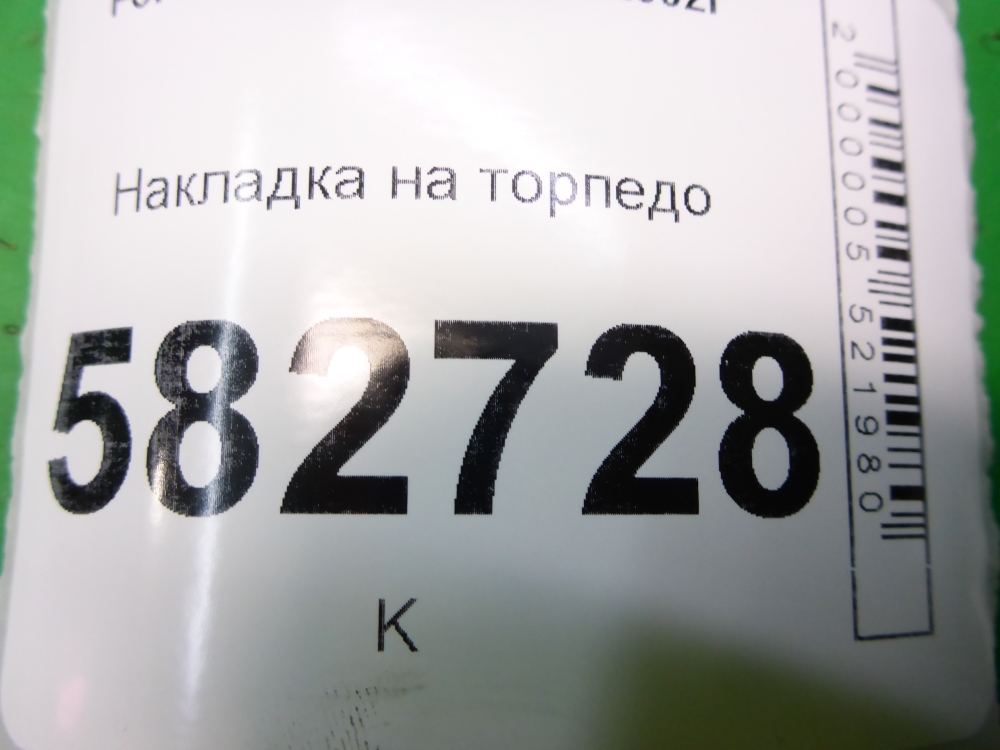 Накладка на торпедо
582728
К
2000005521980